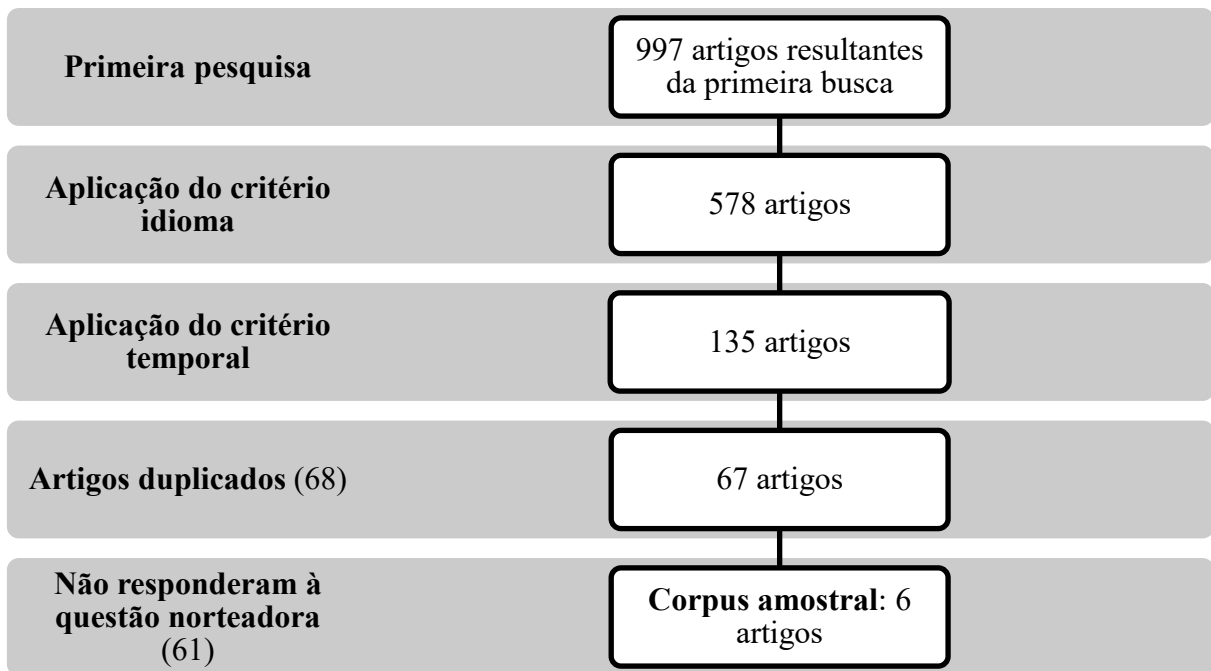 Primeira pesquisa
997 artigos resultantes
da primeira busca
Aplicação do critério
idioma
578 artigos
Aplicação do critério
temporal
135 artigos
Artigos duplicados (68)
67 artigos
Não responderam à
questão norteadora
(61)
Corpus amostral: 6
artigos